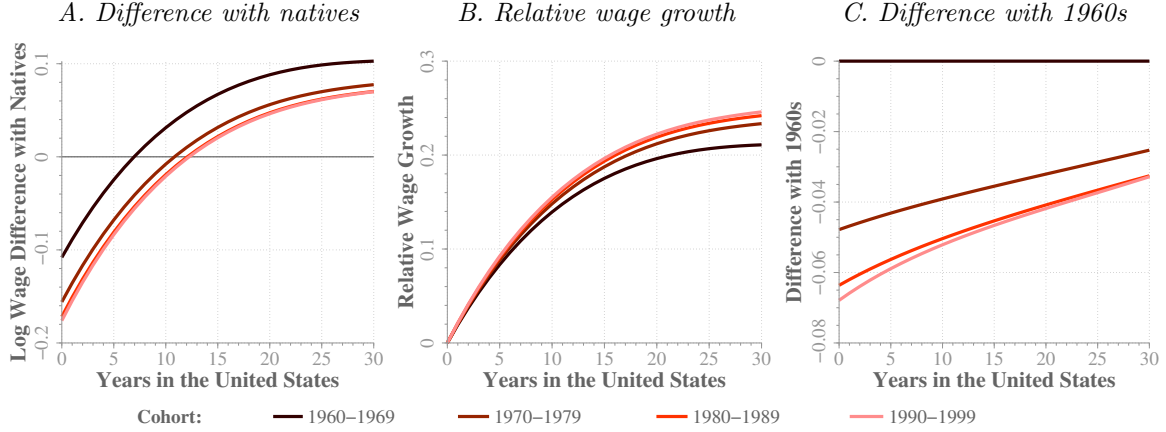 A. Difference with natives
B. Relative wage growth
C. Difference with 1960s
Log Wage Difference with Natives
0.1
0
−0.1
−0.2
0 5 10 15 20 25 30
Years in the United States
Relative Wage Growth
0.3
0.2
0.1
0
0 5 10 15 20 25 30
Years in the United States
Difference with 1960s
0
−0.02
−0.04
−0.06
−0.08
0 5 10 15 20 25 30
Years in the United States
Cohort: 1960−1969 1970−1979 1980−1989 1990−1999